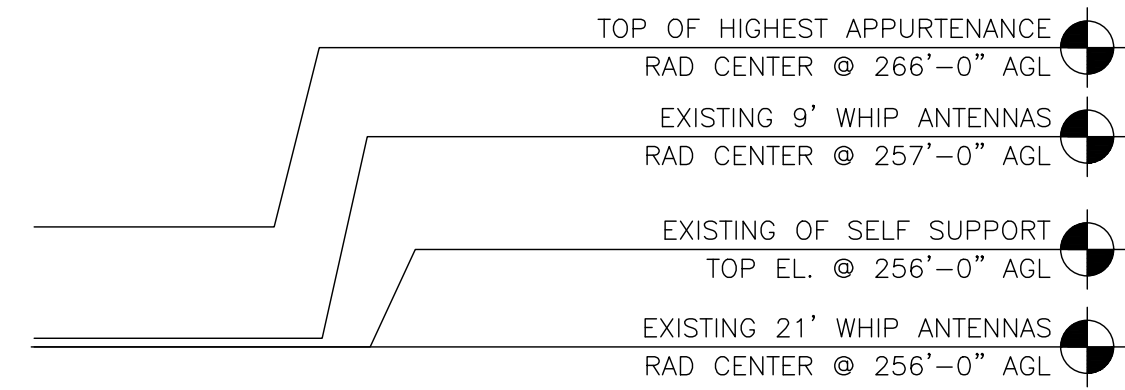 TOP OF HIGHEST APPURTENANCE
RAD CENTER @ 266'-0" AGL
EXISTING 9' WHIP ANTENNAS
RAD CENTER @ 257'-0" AGL
EXISTING OF SELF SUPPORT
TOP EL. @ 256'-0" AGL
EXISTING 21' WHIP ANTENNAS
RAD CENTER @ 256'-0" AGL